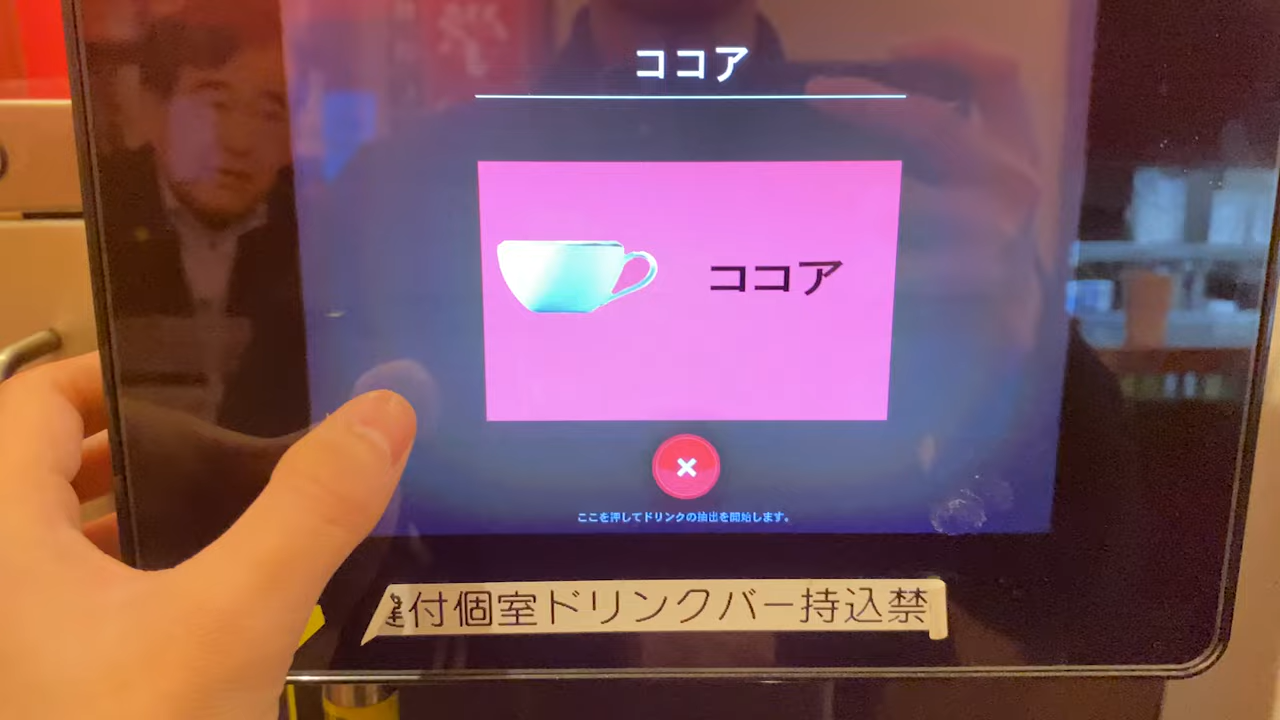 ココア
ココア
ここを押してドリンクの抽出を開始します。
付個室ドリンクバー持込禁